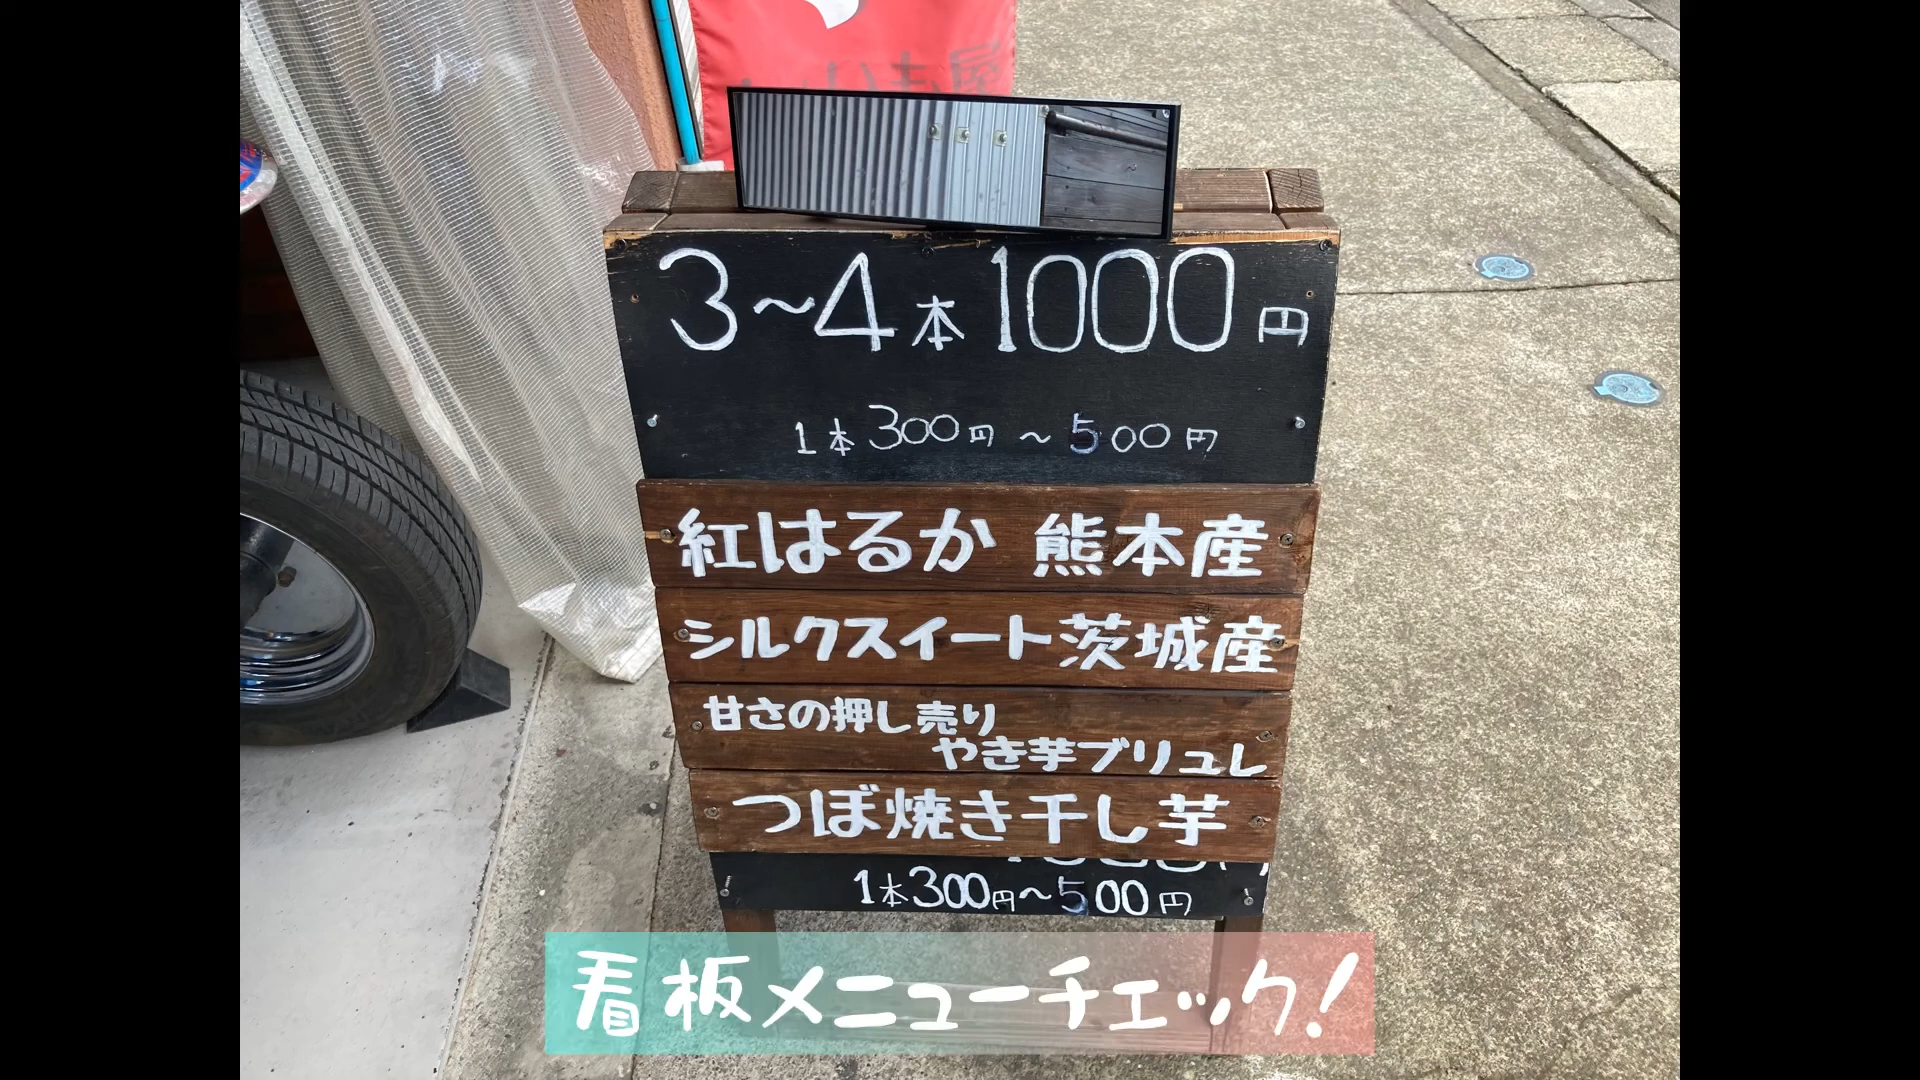 いも屋
3～4本1000円
1本300円～500円
紅はるか 熊本産
シルクスイート茨城産
甘さの押し売り
やき芋ブリュレ
つぼ焼き干し芋
1本300円～500円
看板メニューチェック!